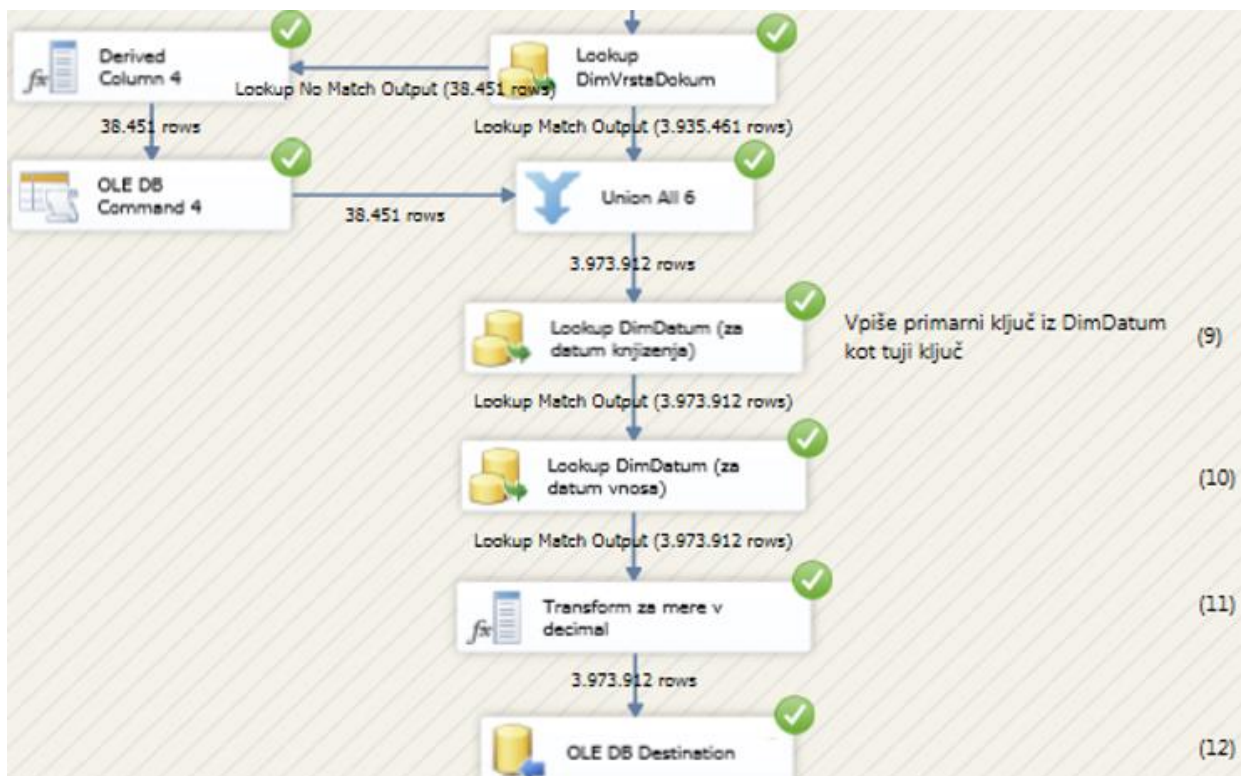 Derived
Column 4
Lookup
DimVrstaDokum
Lookup No Match Output (38.451 rows)
38.451 rows
Lookup Match Output (3.935.461 rows)
OLE DB
Command 4
Union All 6
38.451 rows
3.973.912 rows
Lookup DimDatum (za
datum knjizenja)
Vpiše primarni ključ iz DimDatum
kot tuji ključ
(9)
Lookup Match Output (3.973.912 rows)
Lookup DimDatum (za
datum vnosa)
(10)
Lookup Match Output (3.973.912 rows)
Transform za mere v
decimal
(11)
3.973.912 rows
OLE DB Destination
(12)